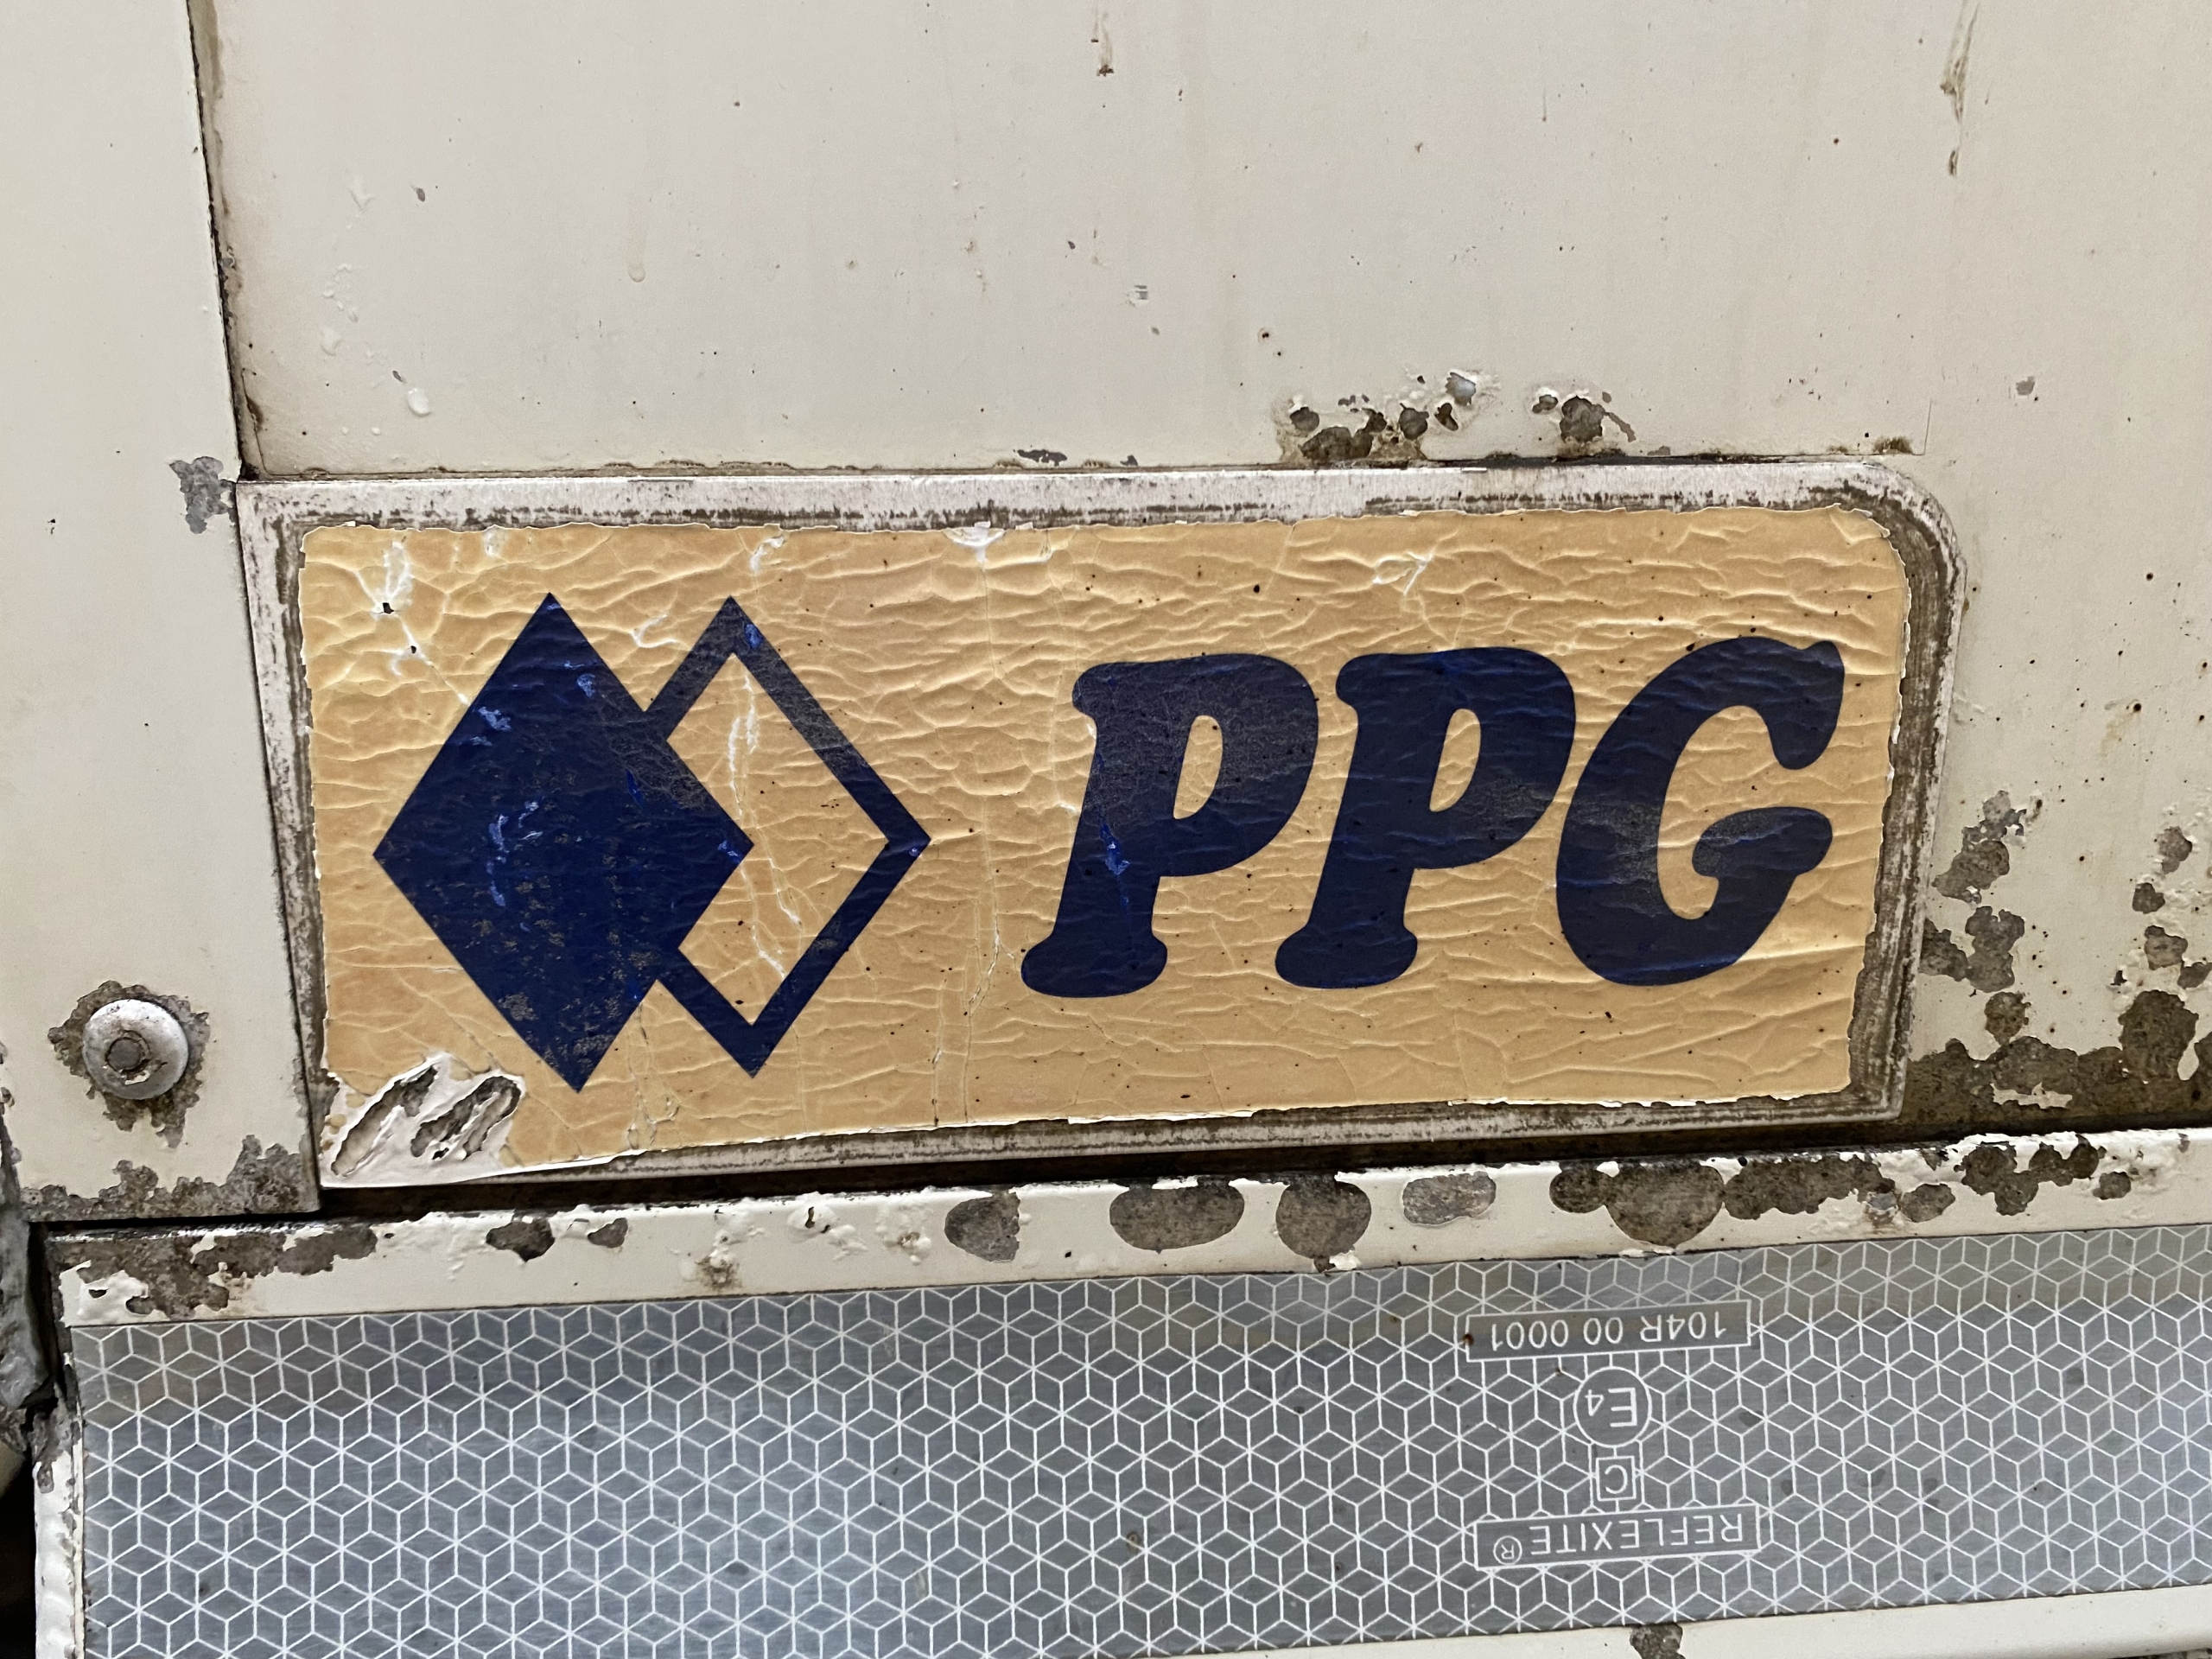 PPG
104R 00 0001
E4
C
REFLEXITE®